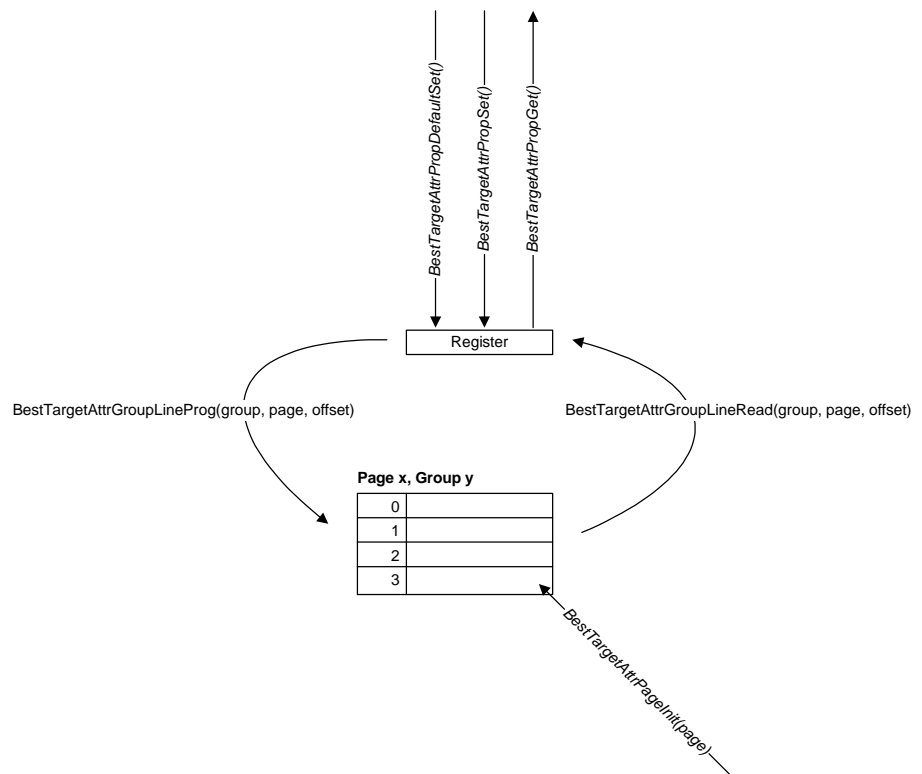 BestTargetAttrPropDefaultSet()
BestTargetAttrPropSet()
BestTargetAttrPropGet()
Register
BestTargetAttrGroupLineProg(group, page, offset)
BestTargetAttrGroupLineRead(group, page, offset)
Page x, Group y
0
1
2
3
BestTargetAttrPageInit(page)